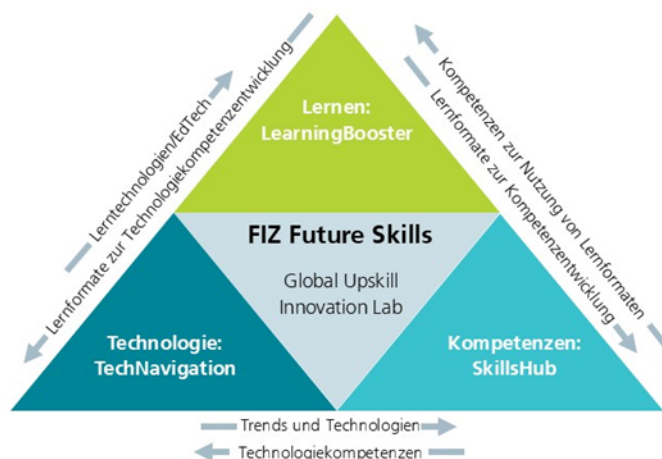 Lernen:
LearningBooster
Lerntechnologien/EdTech
Lernformate zur Technologiekompetenzentwicklung
Kompetenzen zur Nutzung von Lernformaten
Lernformate zur Kompetenzentwicklung
FIZ Future Skills
Global Upskill
Innovation Lab
Technologie:
TechNavigation
Kompetenzen:
SkillsHub
Trends und Technologien
Technologiekompetenzen